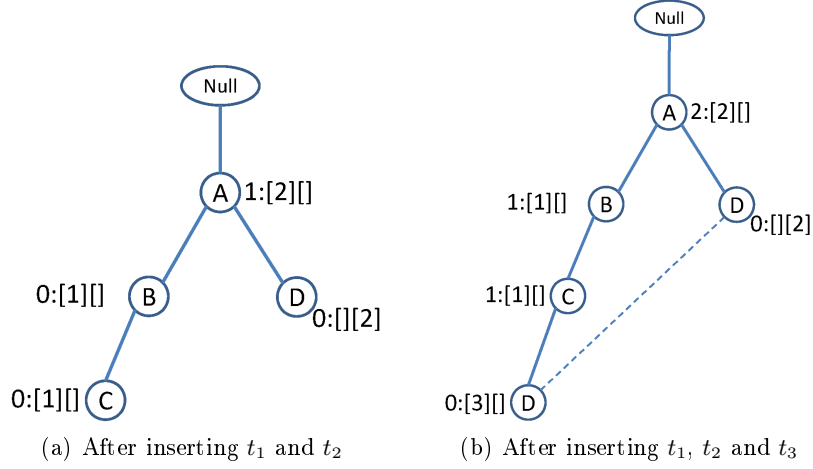 Null
A 1:[2][]
0:[1][] B
D 0:[][2]
0:[1][] C
(a) After inserting t₁ and t₂
Null
A 2:[2][]
1:[1][] B
D 0:[][2]
1:[1][] C
0:[3][] D
(b) After inserting t₁, t₂ and t₃